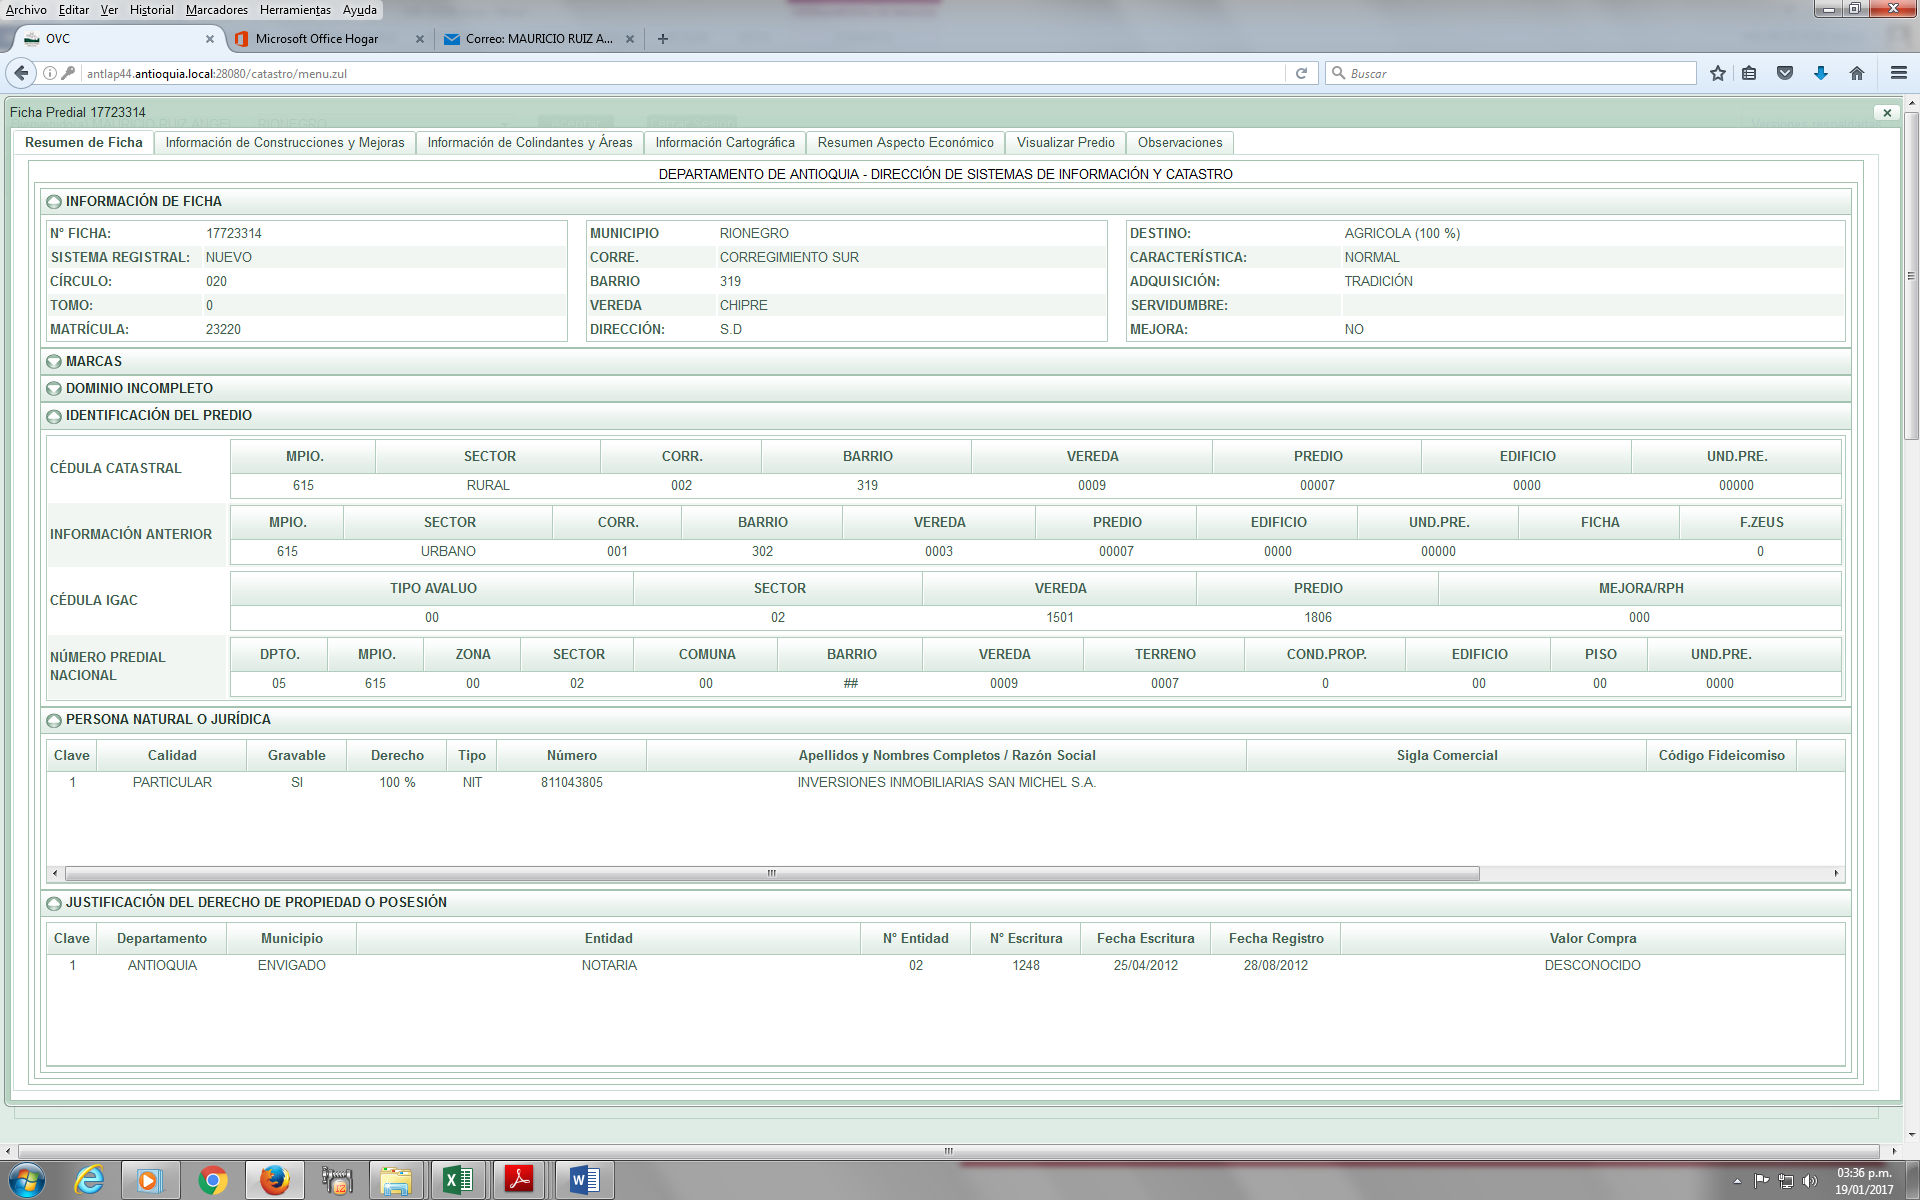 Archivo Editar Ver Historial Marcadores Herramientas Ayuda
OVC
Microsoft Office Hogar
Correo: MAURICIO RUIZ A...
antlap44.antioquia.local:28080/catastro/menu.zul
Buscar
Ficha Predial 17723314
Resumen de Ficha
Información de Construcciones y Mejoras
Información de Colindantes y Áreas
Información Cartográfica
Resumen Aspecto Económico
Visualizar Predio
Observaciones
DEPARTAMENTO DE ANTIOQUIA - DIRECCIÓN DE SISTEMAS DE INFORMACIÓN Y CATASTRO
INFORMACIÓN DE FICHA
N° FICHA: 17723314
SISTEMA REGISTRAL: NUEVO
CÍRCULO: 020
TOMO: 0
MATRÍCULA: 23220
MUNICIPIO RIONEGRO
CORRE. CORREGIMIENTO SUR
BARRIO 319
VEREDA CHIPRE
DIRECCIÓN: S.D
DESTINO: AGRICOLA (100 %)
CARACTERÍSTICA: NORMAL
ADQUISICIÓN: TRADICIÓN
SERVIDUMBRE:
MEJORA: NO
MARCAS
DOMINIO INCOMPLETO
IDENTIFICACIÓN DEL PREDIO
CÉDULA CATASTRAL
MPIO. SECTOR CORR. BARRIO VEREDA PREDIO EDIFICIO UND.PRE.
615 RURAL 002 319 0009 00007 0000 00000
INFORMACIÓN ANTERIOR
MPIO. SECTOR CORR. BARRIO VEREDA PREDIO EDIFICIO UND.PRE. FICHA F.ZEUS
615 URBANO 001 302 0003 00007 0000 00000 0
CÉDULA IGAC
TIPO AVALUO SECTOR VEREDA PREDIO MEJORA/RPH
00 02 1501 1806 000
NÚMERO PREDIAL NACIONAL
DPTO. MPIO. ZONA SECTOR COMUNA BARRIO VEREDA TERRENO COND.PROP. EDIFICIO PISO UND.PRE.
05 615 00 02 00 ## 0009 0007 0 00 00 0000
PERSONA NATURAL O JURÍDICA
Clave Calidad Gravable Derecho Tipo Número Apellidos y Nombres Completos / Razón Social Sigla Comercial Código Fideicomiso
1 PARTICULAR SI 100 % NIT 811043805 INVERSIONES INMOBILIARIAS SAN MICHEL S.A.
JUSTIFICACIÓN DEL DERECHO DE PROPIEDAD O POSESIÓN
Clave Departamento Municipio Entidad N° Entidad N° Escritura Fecha Escritura Fecha Registro Valor Compra
1 ANTIOQUIA ENVIGADO NOTARIA 02 1248 25/04/2012 28/08/2012 DESCONOCIDO
03:36 p.m.
19/01/2017